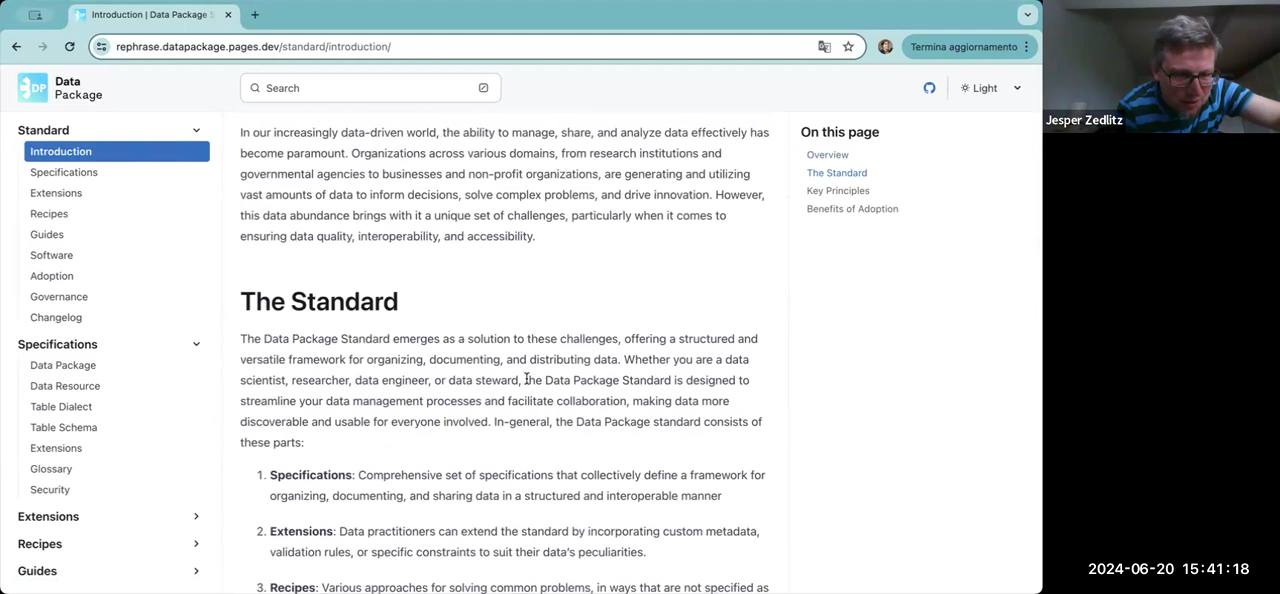 Introduction | Data Package S
rephrase.datapackage.pages.dev/standard/introduction/
Termina aggiornamento
Jesper Zedlitz
Data
Package
Search
Light
Standard
Introduction
Specifications
Extensions
Recipes
Guides
Software
Adoption
Governance
Changelog
Specifications
Data Package
Data Resource
Table Dialect
Table Schema
Extensions
Glossary
Security
Extensions
Recipes
Guides
In our increasingly data-driven world, the ability to manage, share, and analyze data effectively has
become paramount. Organizations across various domains, from research institutions and
governmental agencies to businesses and non-profit organizations, are generating and utilizing
vast amounts of data to inform decisions, solve complex problems, and drive innovation. However,
this data abundance brings with it a unique set of challenges, particularly when it comes to
ensuring data quality, interoperability, and accessibility.
The Standard
The Data Package Standard emerges as a solution to these challenges, offering a structured and
versatile framework for organizing, documenting, and distributing data. Whether you are a data
scientist, researcher, data engineer, or data steward, the Data Package Standard is designed to
streamline your data management processes and facilitate collaboration, making data more
discoverable and usable for everyone involved. In-general, the Data Package standard consists of
these parts:
1. Specifications: Comprehensive set of specifications that collectively define a framework for
organizing, documenting, and sharing data in a structured and interoperable manner
2. Extensions: Data practitioners can extend the standard by incorporating custom metadata,
validation rules, or specific constraints to suit their data's peculiarities.
3. Recipes: Various approaches for solving common problems, in ways that are not specified as
On this page
Overview
The Standard
Key Principles
Benefits of Adoption
2024-06-20 15:41:18